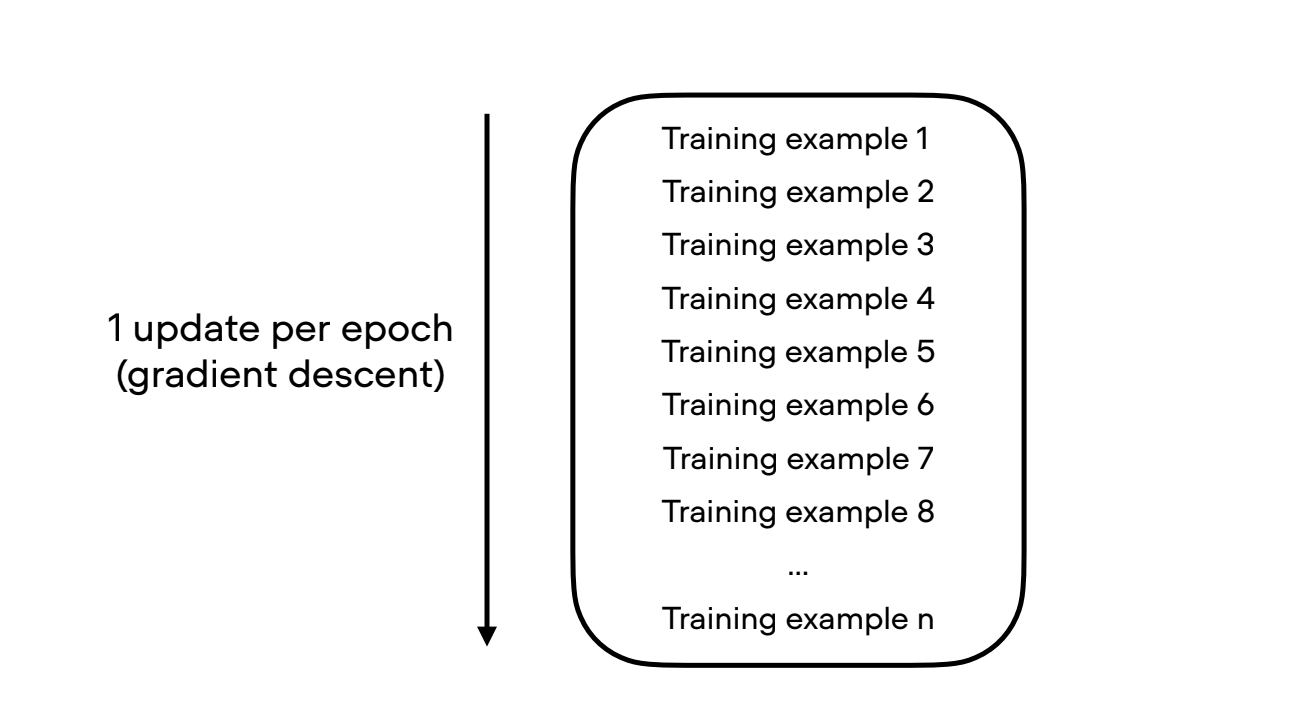 1 update per epoch
(gradient descent)
Training example 1
Training example 2
Training example 3
Training example 4
Training example 5
Training example 6
Training example 7
Training example 8
...
Training example n